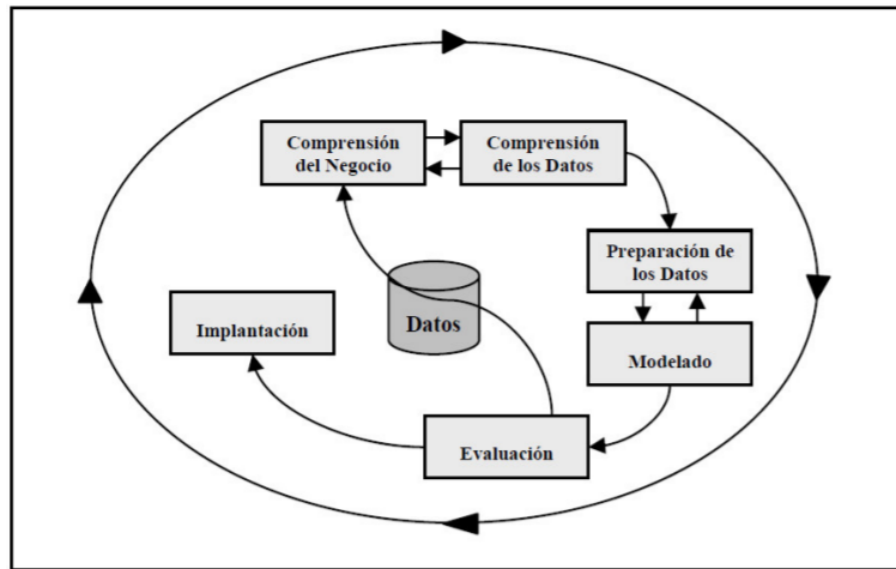 Comprensión
del Negocio
Comprensión
de los Datos
Preparación de
los Datos
Implantación
Datos
Modelado
Evaluación